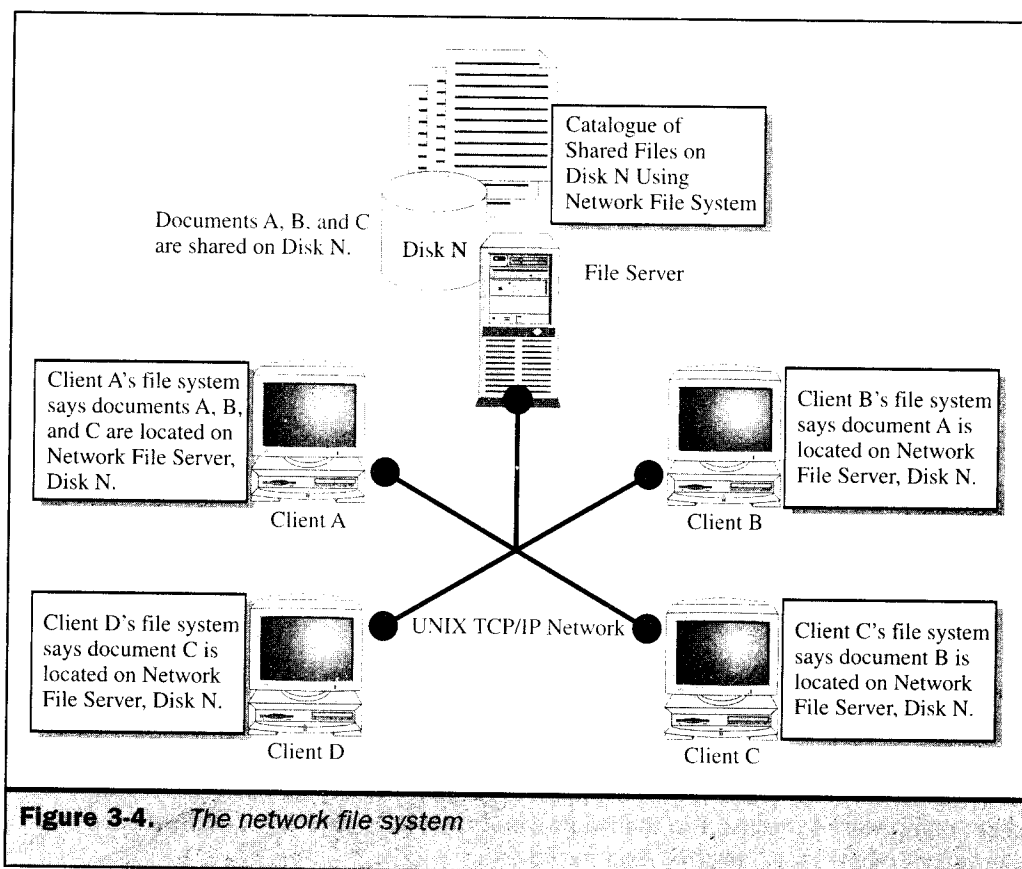 Catalogue of
Shared Files on
Disk N Using
Network File System
Documents A, B, and C
are shared on Disk N.
Disk N
File Server
Client A's file system
says documents A, B,
and C are located on
Network File Server,
Disk N.
Client A
Client B's file system
says document A is
located on Network
File Server, Disk N.
Client B
Client D's file system
says document C is
located on Network
File Server, Disk N.
Client D
UNIX TCP/IP Network
Client C's file system
says document B is
located on Network
File Server, Disk N.
Client C
Figure 3-4. The network file system